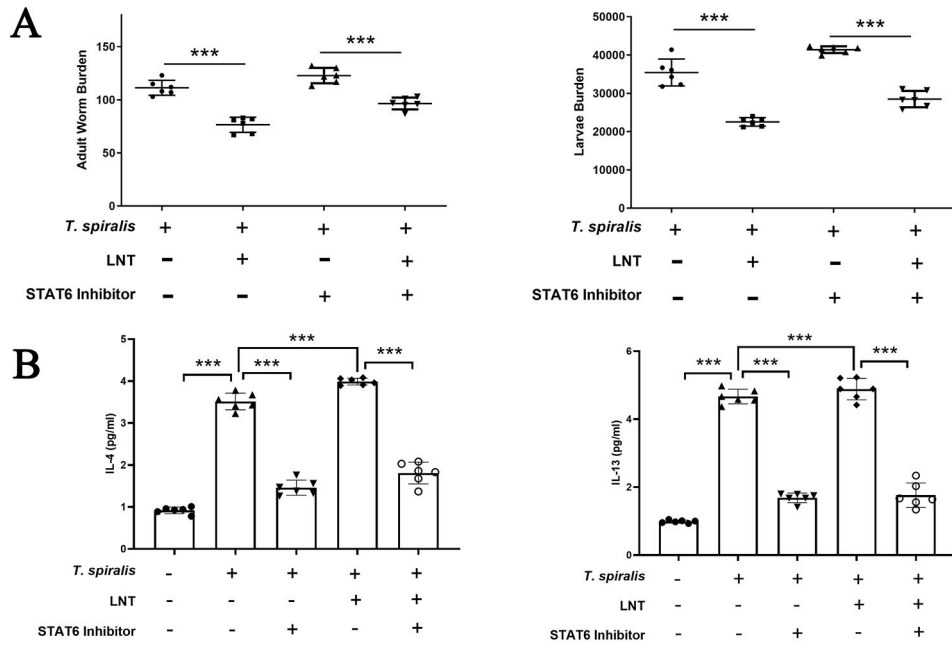 A
Adult Worm Burden
150
100
50
0
***
***
T. spiralis + + + +
LNT - + - +
STAT6 Inhibitor - - + +
Larvae Burden
50000
40000
30000
20000
10000
0
***
***
+ + + +
T. spiralis
LNT - + - +
STAT6 Inhibitor - - + +
B
IL-4 (pg/ml)
5
4
3
2
1
0
***
*** *** ***
T. spiralis - + + + +
LNT - - - + +
STAT6 Inhibitor - - + - +
IL-13 (pg/ml)
6
4
2
0
***
*** *** ***
T. spiralis - + + + +
LNT - - - + +
STAT6 Inhibitor - - + - +